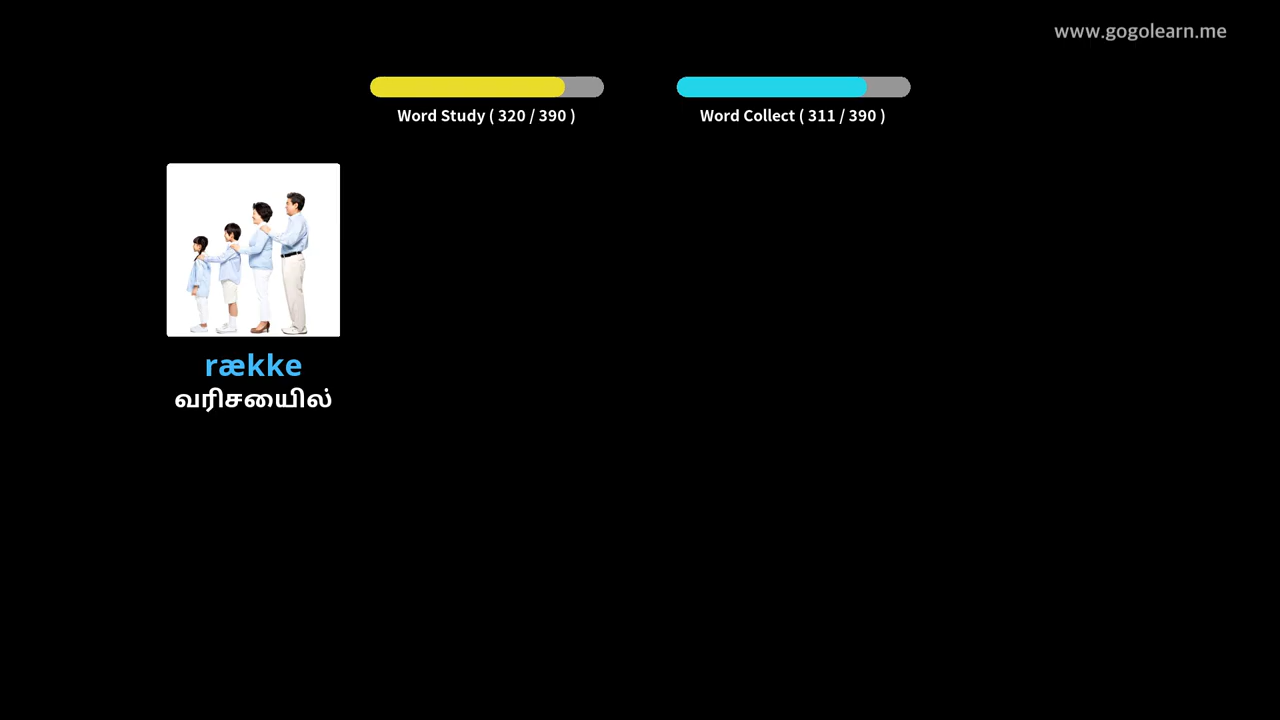 www.gogolearn.me
Word Study ( 320 / 390 )
Word Collect ( 311 / 390 )
række
வரிசையில்